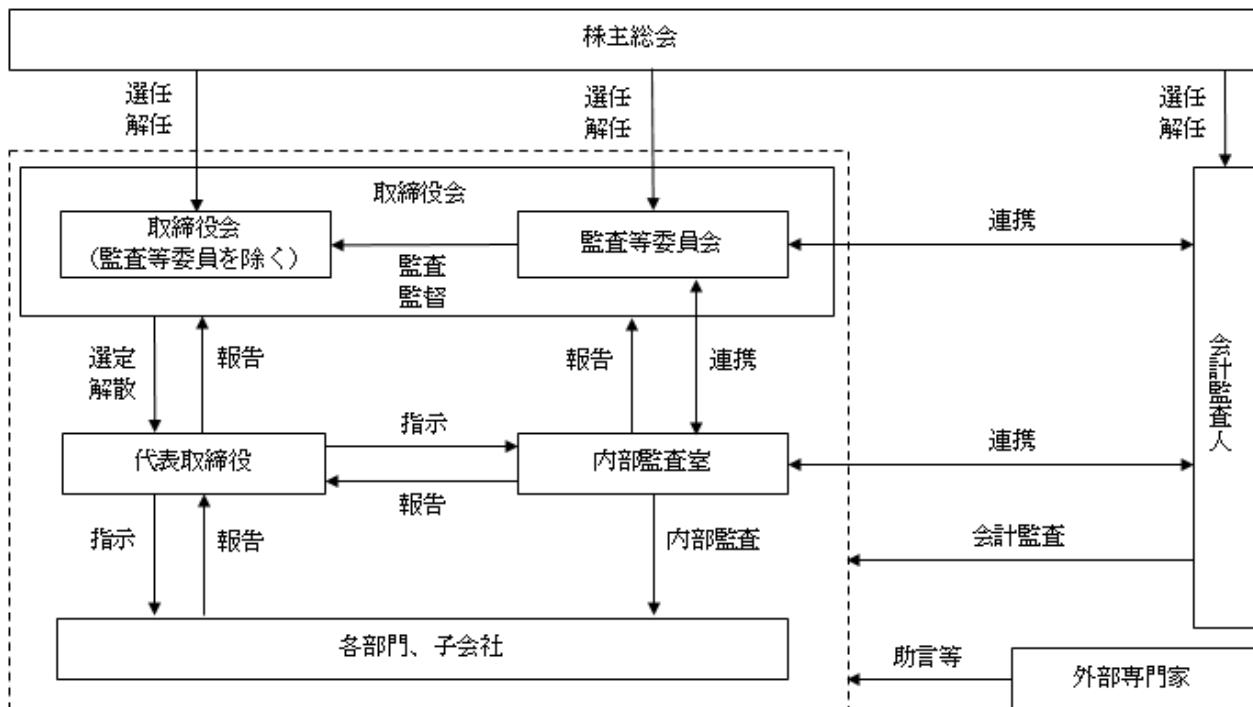 株主総会
選任
解任
選任
解任
選任
解任
取締役会
取締役会
（監査等委員を除く）
監査等委員会
監査
監督
連携
選定
解散
報告
報告
連携
会計監査人
代表取締役
指示
報告
内部監査室
連携
指示
報告
内部監査
会計監査
各部門、子会社
助言等
外部専門家